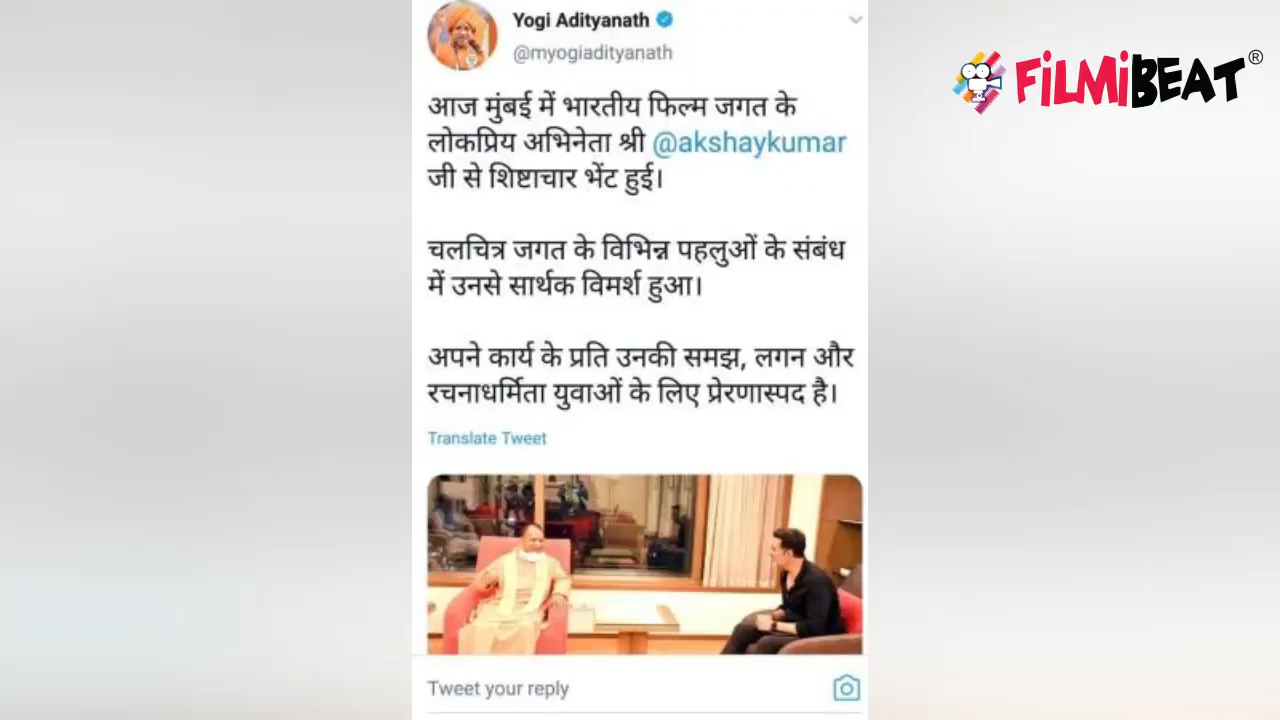 Yogi Adityanath
@myogiadityanath
FiLMiBEAT®
आज मुंबई में भारतीय फिल्म जगत के
लोकप्रिय अभिनेता श्री @akshaykumar
जी से शिष्टाचार भेंट हुई।
चलचित्र जगत के विभिन्न पहलुओं के संबंध
में उनसे सार्थक विमर्श हुआ।
अपने कार्य के प्रति उनकी समझ, लगन और
रचनाधर्मिता युवाओं के लिए प्रेरणास्पद है।
Translate Tweet
Tweet your reply